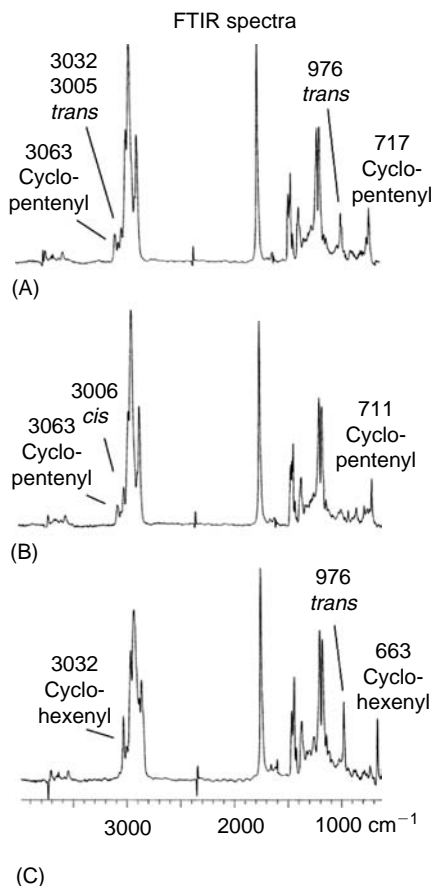 FTIR spectra
3032
3005
trans
3063
Cyclo-
pentenyl
976
trans
717
Cyclo-
pentenyl
(A)
3006
cis
3063
Cyclo-
pentenyl
711
Cyclo-
pentenyl
(B)
3032
Cyclo-
hexenyl
976
trans
663
Cyclo-
hexenyl
3000 2000 1000 cm−1
(C)